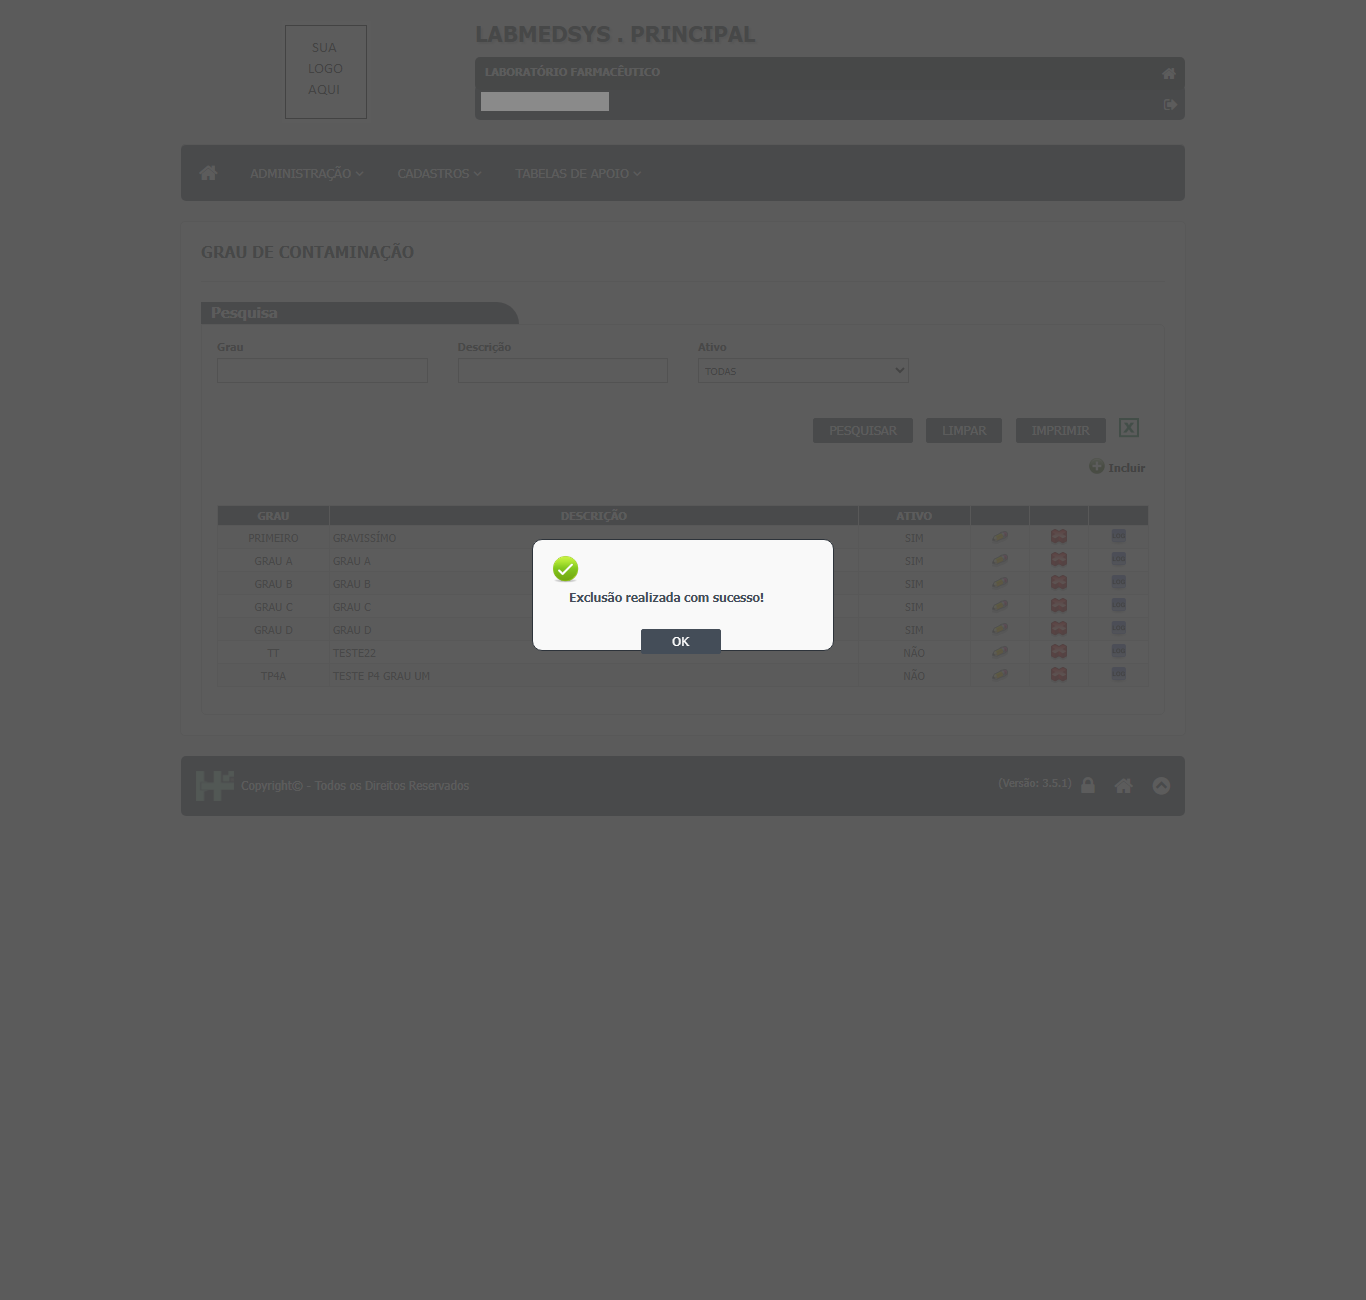 SUA
LOGO
AQUI
LABMEDSYS . PRINCIPAL
LABORATÓRIO FARMACÊUTICO
ADMINISTRAÇÃO
CADASTROS
TABELAS DE APOIO
GRAU DE CONTAMINAÇÃO
Pesquisa
Grau
Descrição
Ativo
TODAS
PESQUISAR
LIMPAR
IMPRIMIR
X
Incluir
GRAU DESCRIÇÃO ATIVO
PRIMEIRO GRAVISSÍMO SIM
GRAU A GRAU A SIM
GRAU B GRAU B SIM
GRAU C GRAU C SIM
GRAU D GRAU D SIM
TT TESTE22 NÃO
TP4A TESTE P4 GRAU UM NÃO
Exclusão realizada com sucesso!
OK
Copyright© - Todos os Direitos Reservados
(Versão: 3.5.1)